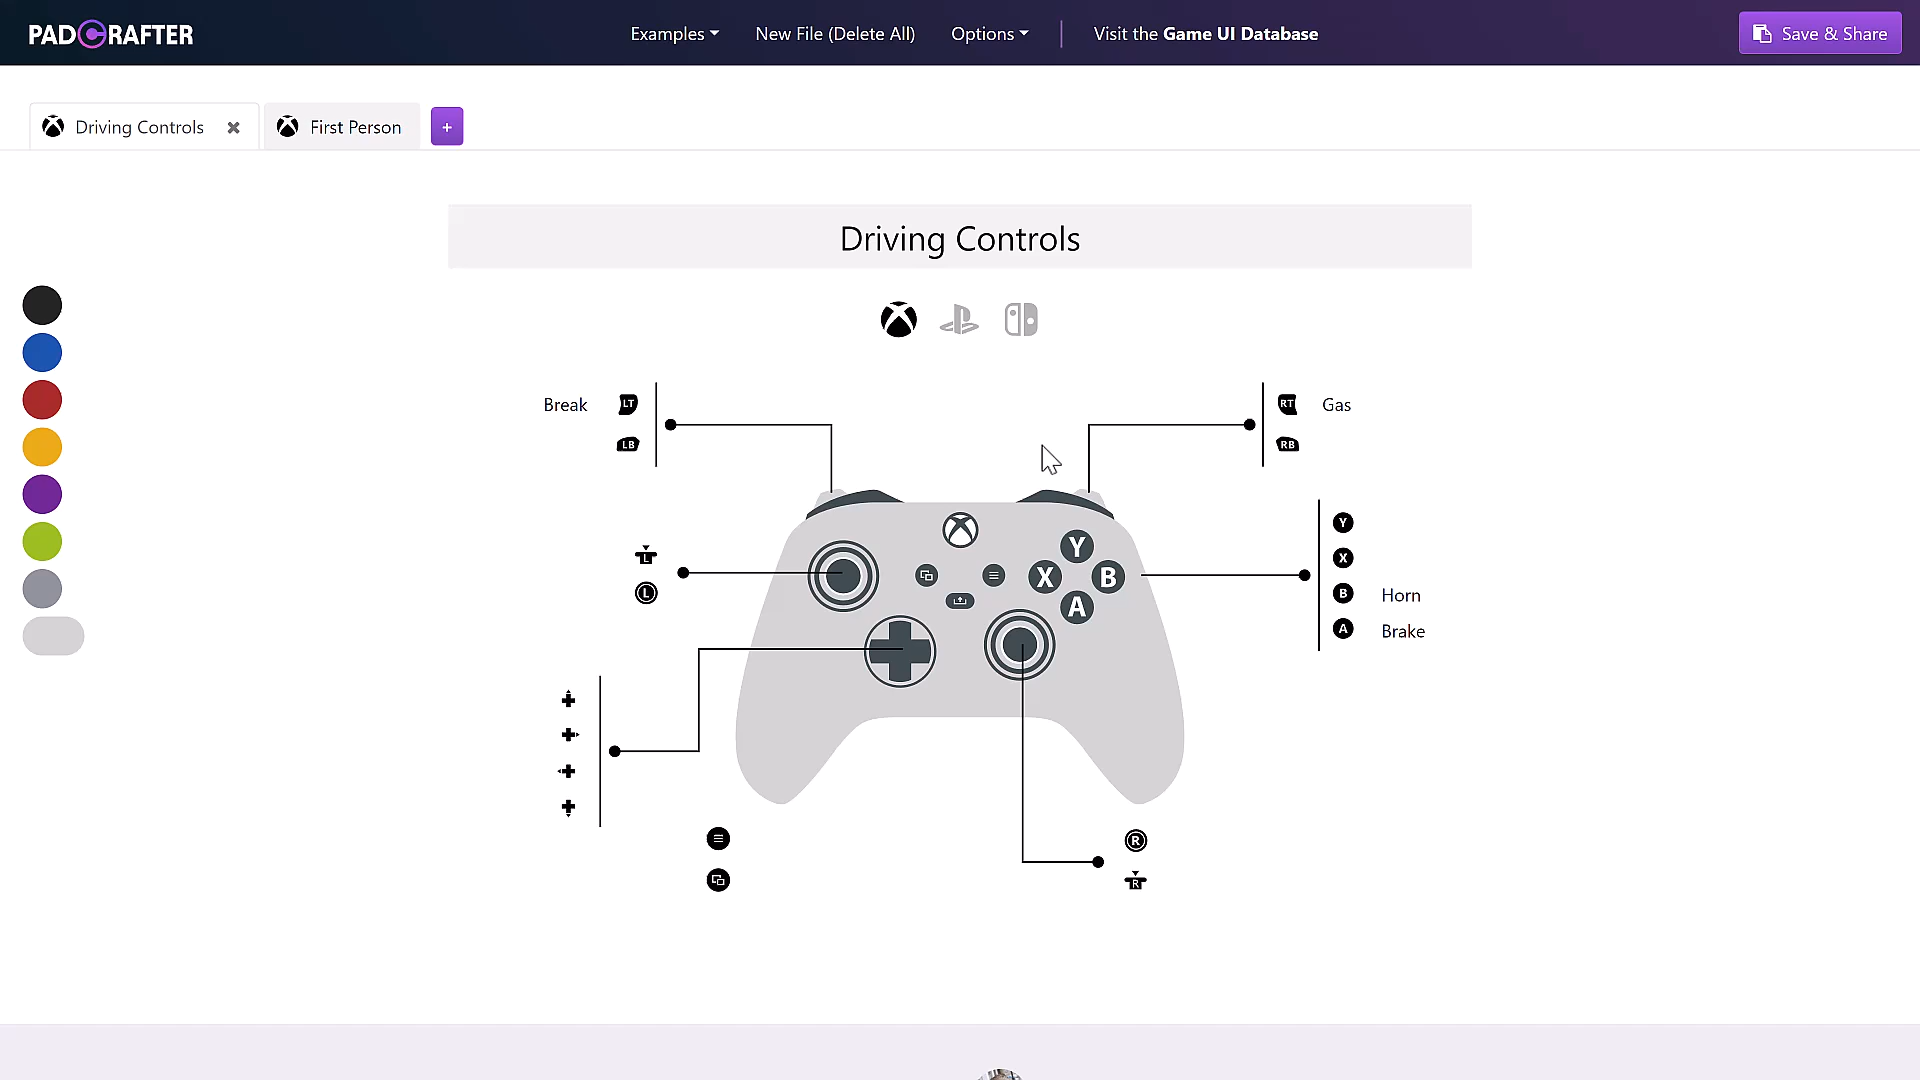 PADCRAFTER
Examples
New File (Delete All)
Options
Visit the Game UI Database
Save & Share
Driving Controls
First Person
+
Driving Controls
Break LT
LB
RT Gas
RB
L
L
Y
X
B Horn
A Brake
Y
X B
A
R
R